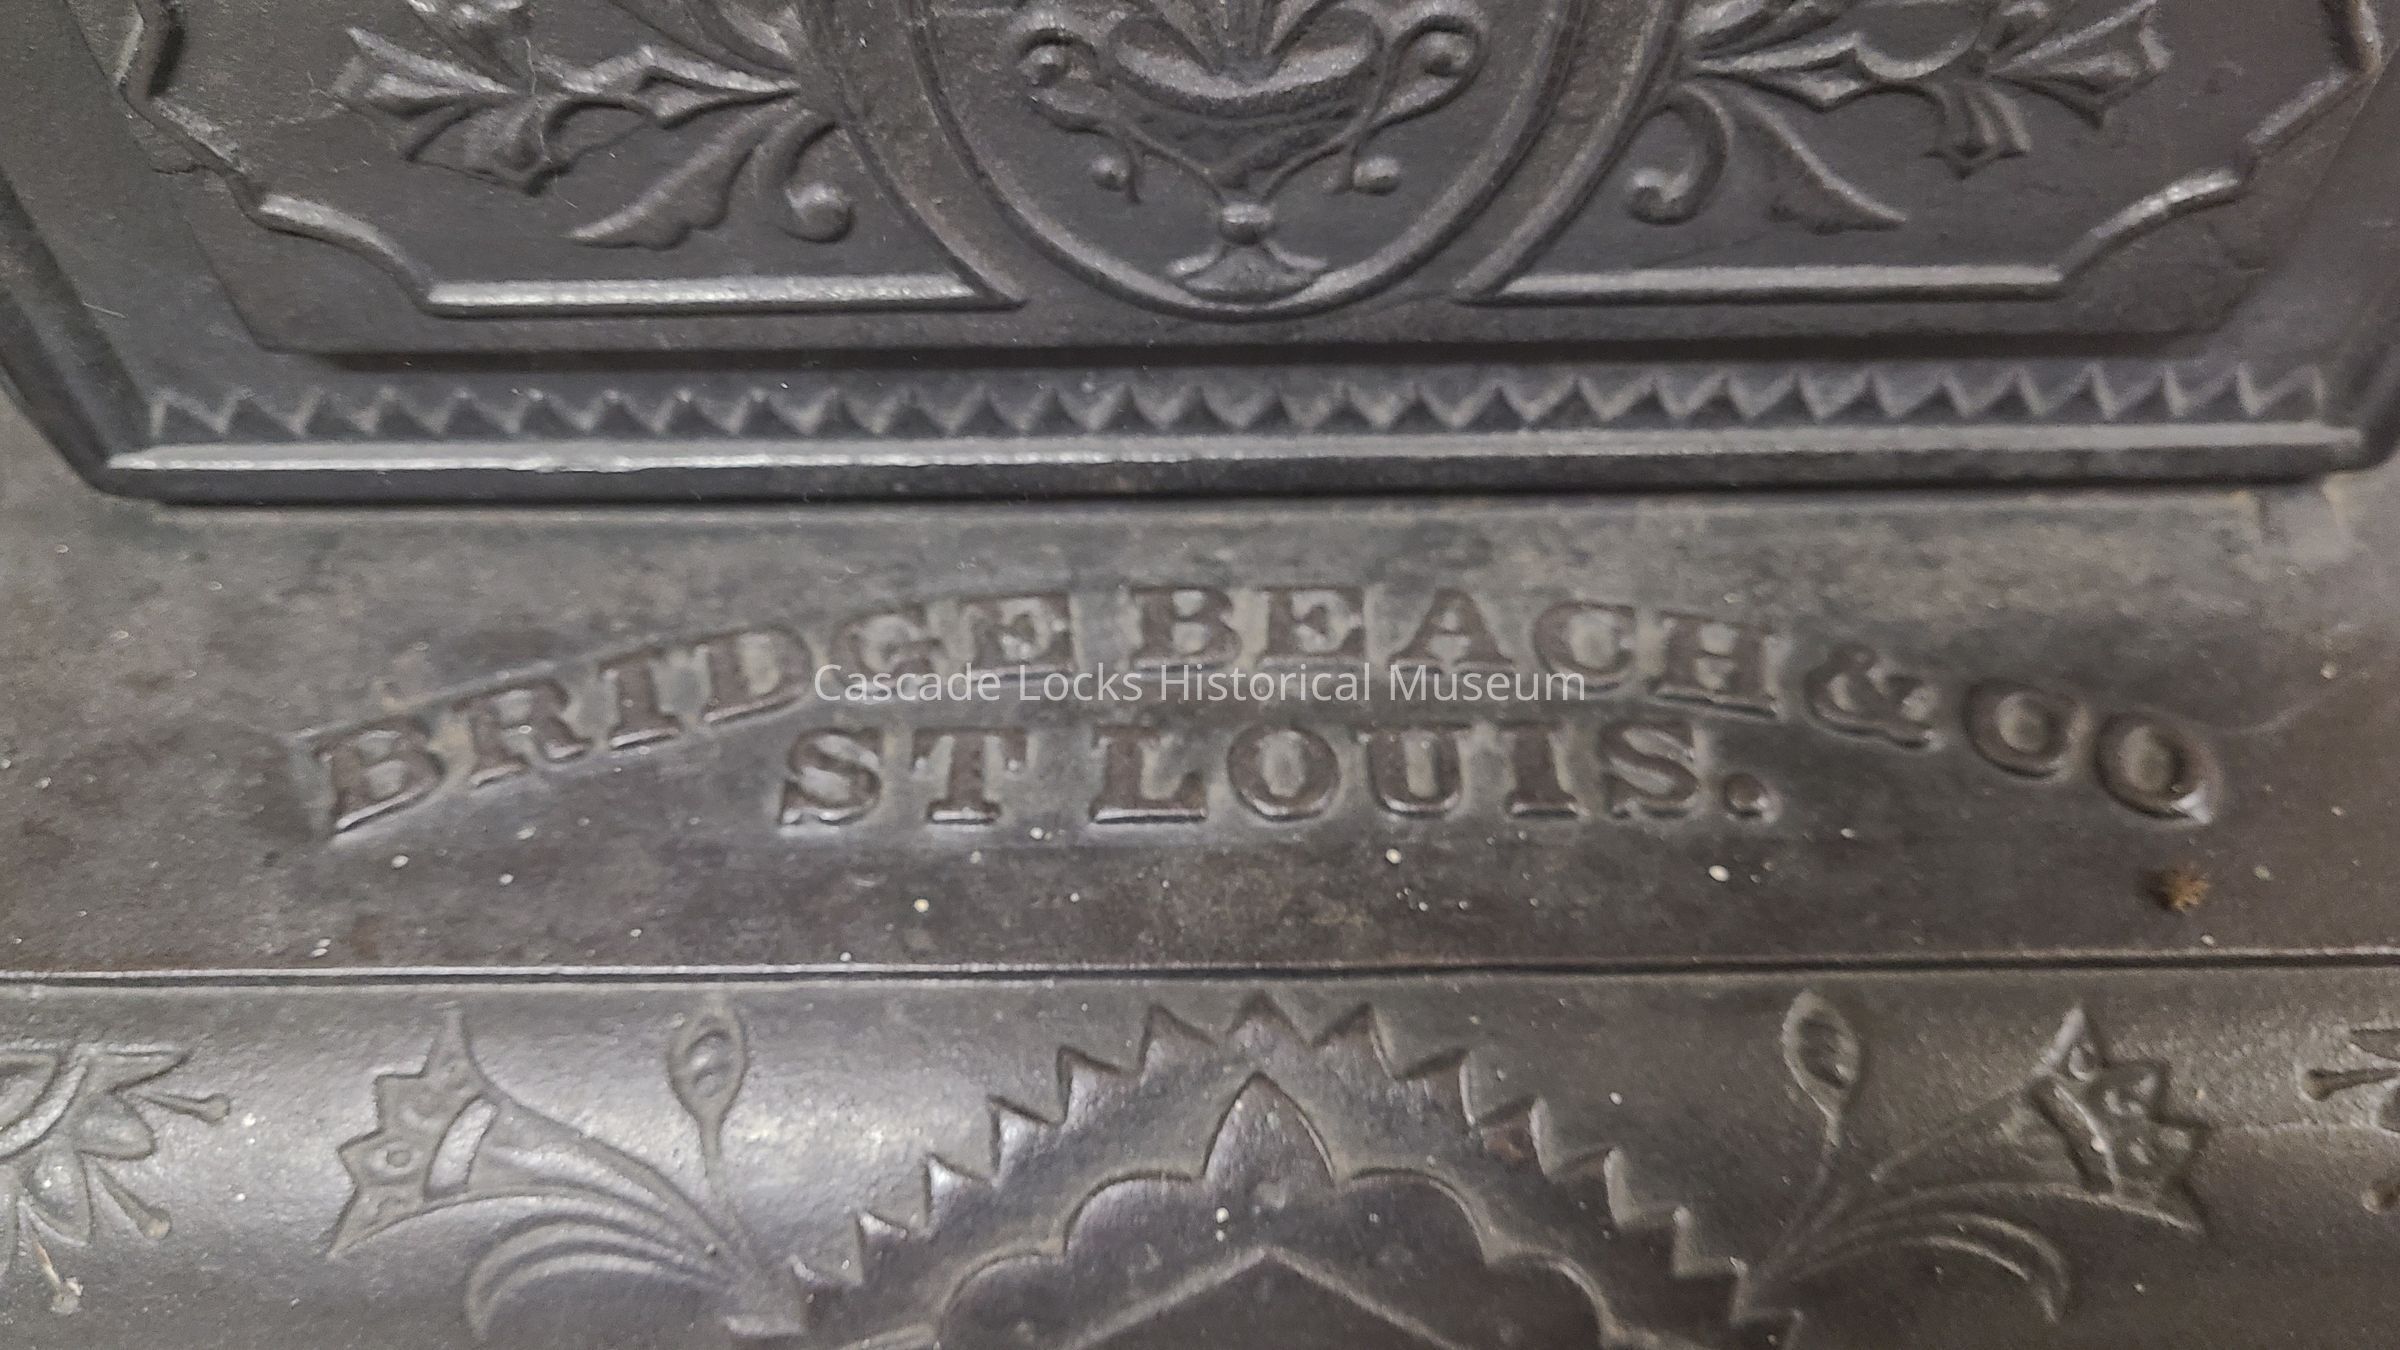 BRIDGE BEACH & CO
Cascade Locks Historical Museum
ST LOUIS.